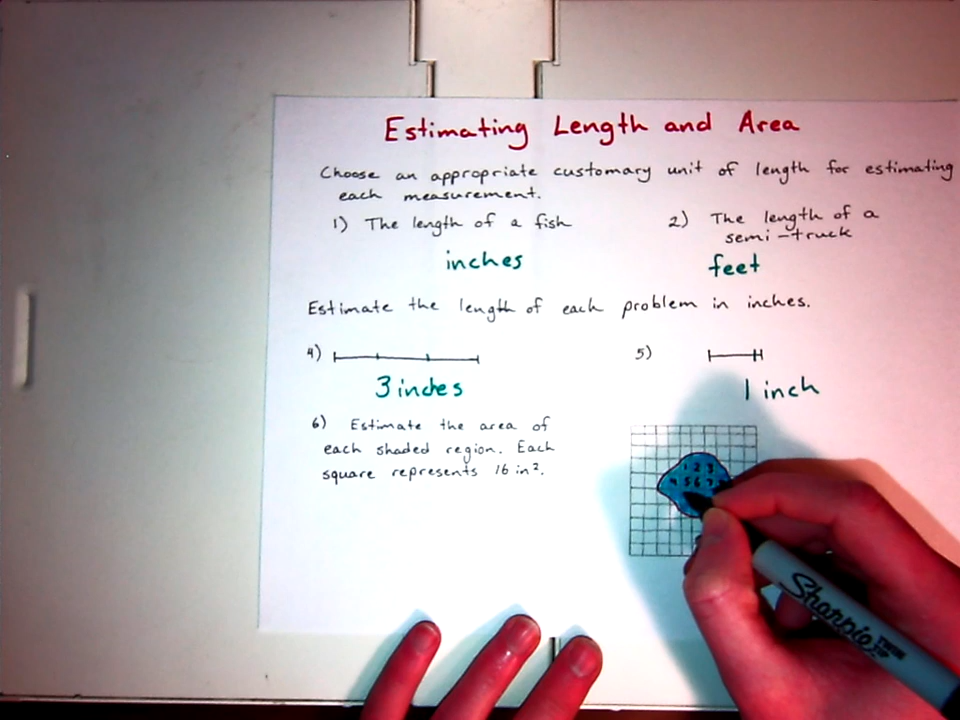 Estimating Length and Area
Choose an appropriate customary unit of length for estimating
each measurement.
1) The length of a fish
inches
2) The length of a
semi-truck
feet
Estimate the length of each problem in inches.
4)
3 inches
5)
1 inch
6) Estimate the area of
each shaded region. Each
square represents 16 in².
1 2 3
4 5 6 7
Sharpie TWIN TIP